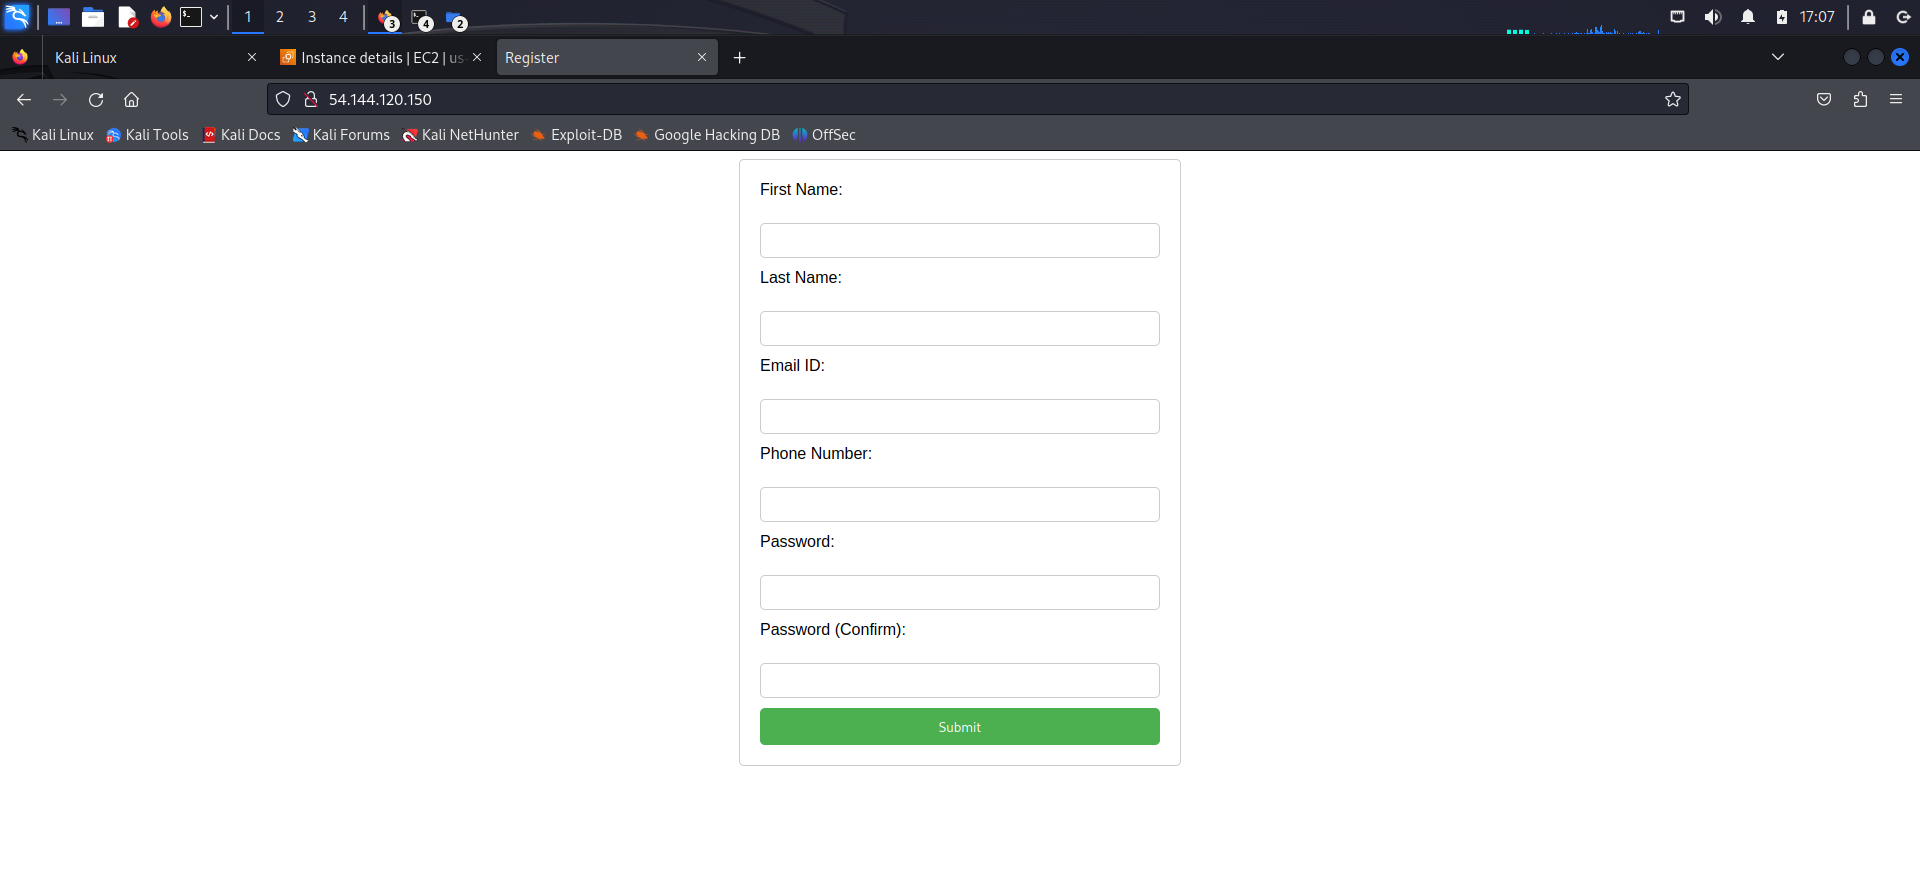 1 2 3 4 3 4 2 17:07
Kali Linux Instance details | EC2 | us- Register
54.144.120.150
Kali Linux Kali Tools Kali Docs Kali Forums Kali NetHunter Exploit-DB Google Hacking DB OffSec
First Name:
Last Name:
Email ID:
Phone Number:
Password:
Password (Confirm):
Submit